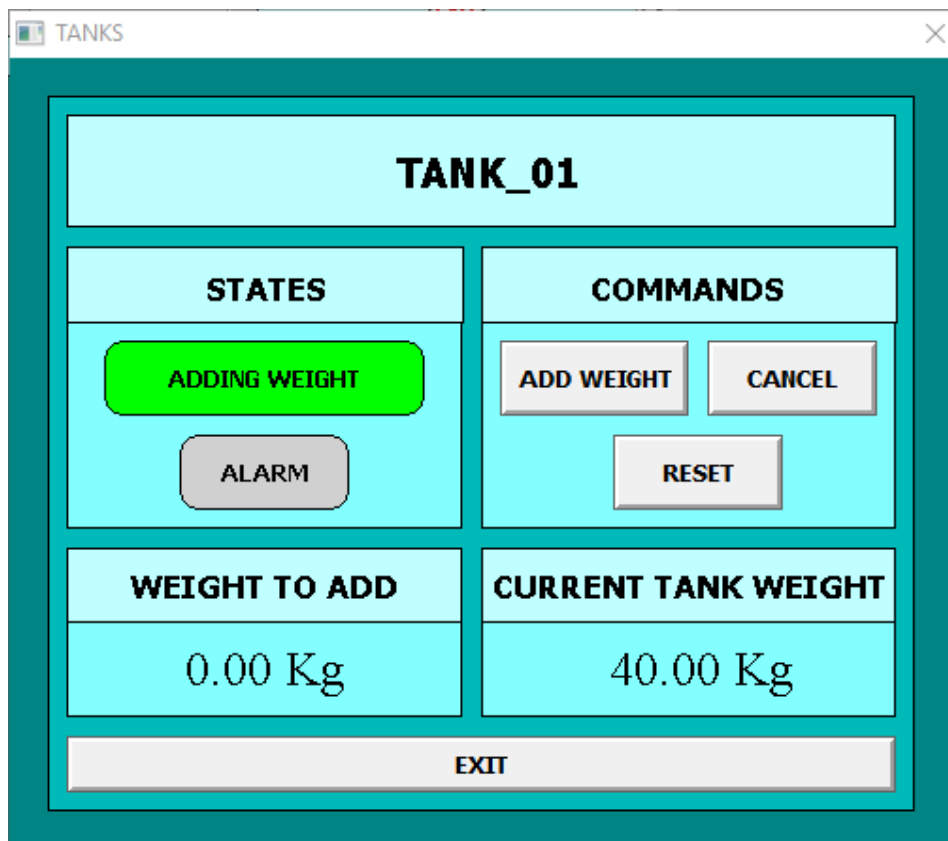 TANKS
TANK_01
STATES
COMMANDS
ADDING WEIGHT
ADD WEIGHT
CANCEL
ALARM
RESET
WEIGHT TO ADD
CURRENT TANK WEIGHT
0.00 Kg
40.00 Kg
EXIT